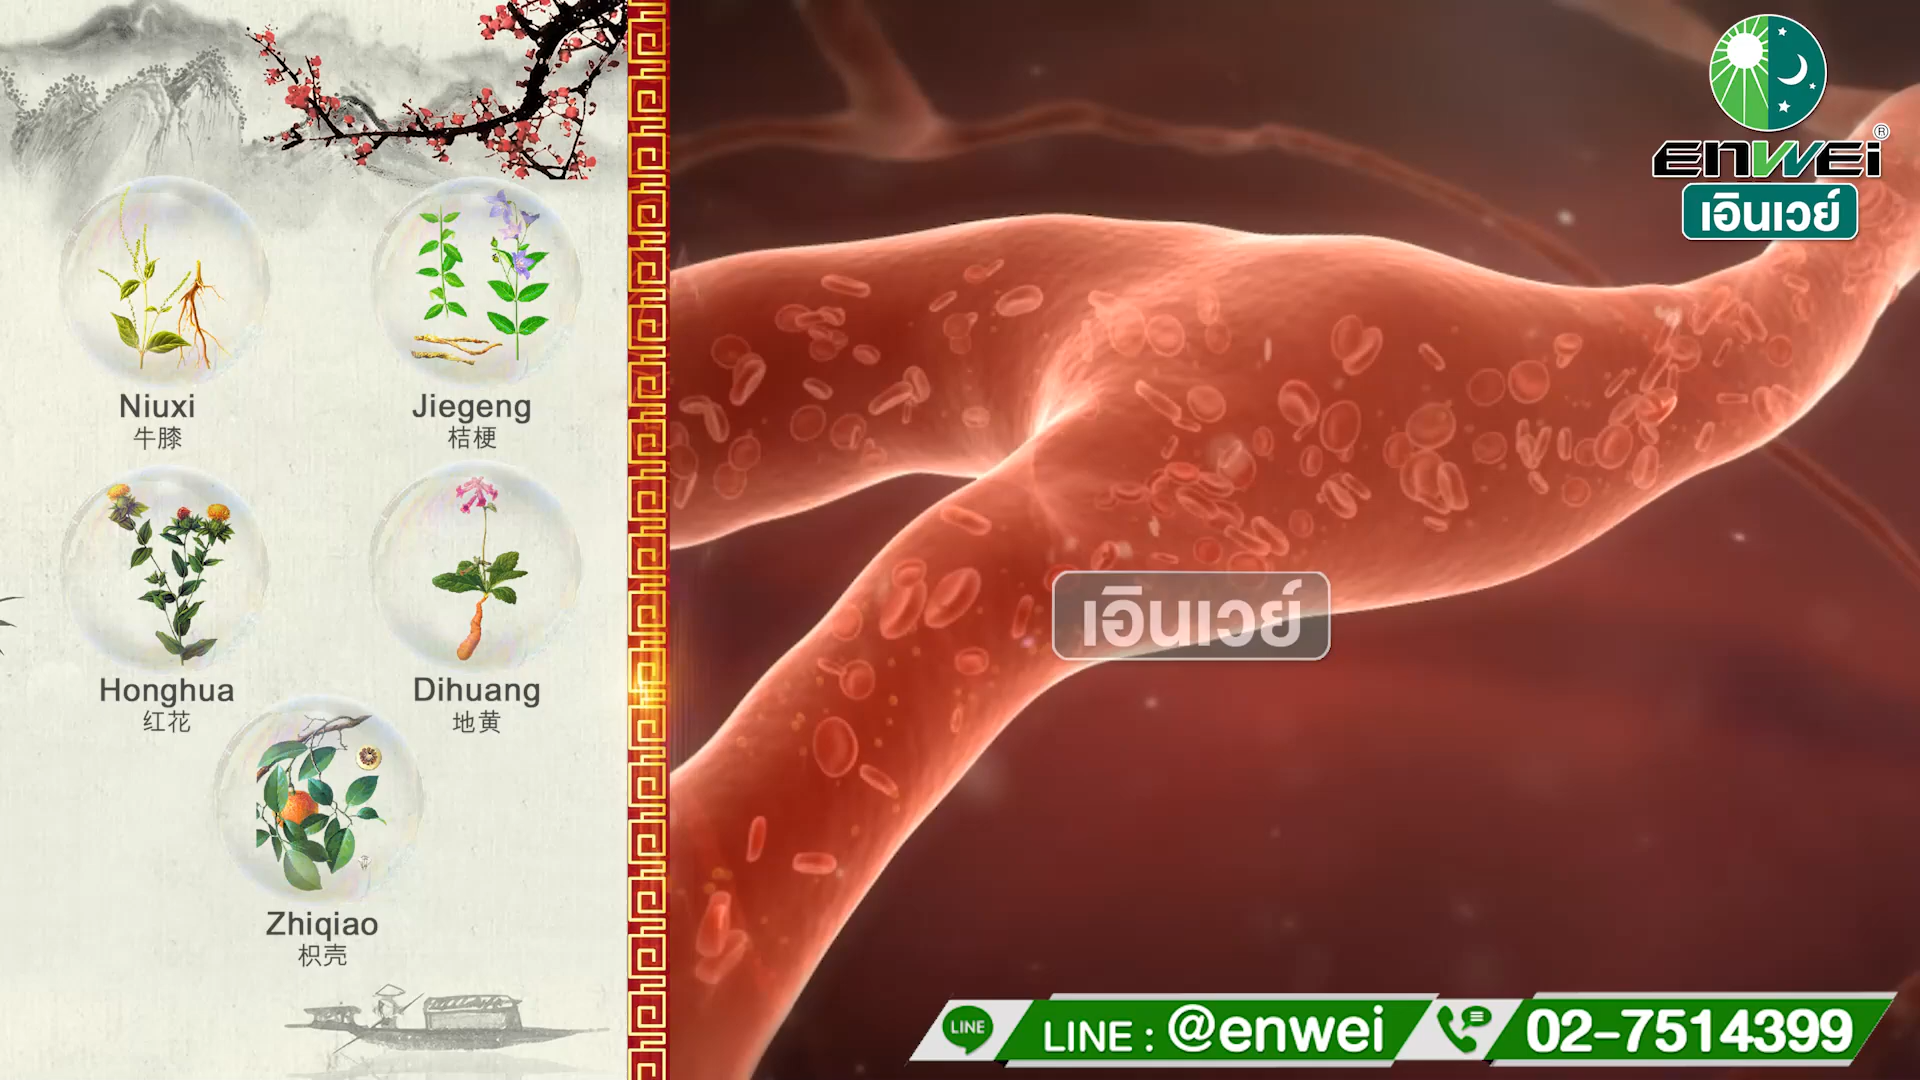 Niuxi
牛膝
Jiegeng
桔梗
Honghua
红花
Dihuang
地黄
Zhiqiao
枳壳
ENWEI®
เอินเวย์
เอินเวย์
LINE
LINE : @enwei
02-7514399